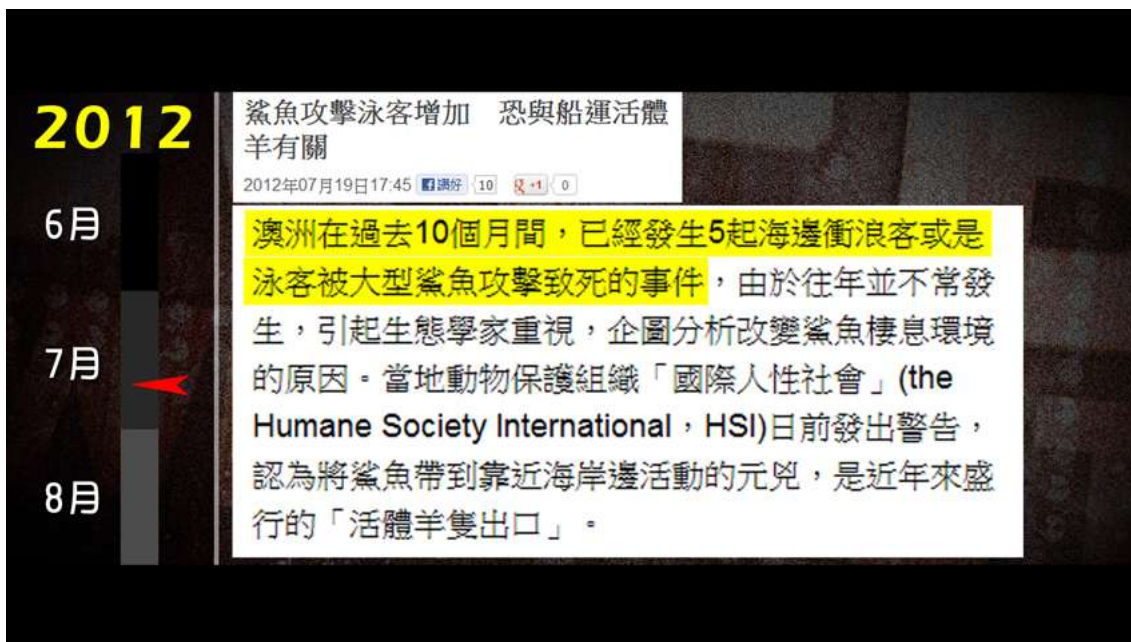 2012
6月
7月
8月
鯊魚攻擊泳客增加　恐與船運活體
羊有關
2012年07月19日17:45 讚好 10 g +1 0
澳洲在過去10個月間，已經發生5起海邊衝浪客或是
泳客被大型鯊魚攻擊致死的事件，由於往年並不常發
生，引起生態學家重視，企圖分析改變鯊魚棲息環境
的原因。當地動物保護組織「國際人性社會」(the
Humane Society International，HSI)日前發出警告，
認為將鯊魚帶到靠近海岸邊活動的元兇，是近年來盛
行的「活體羊隻出口」。